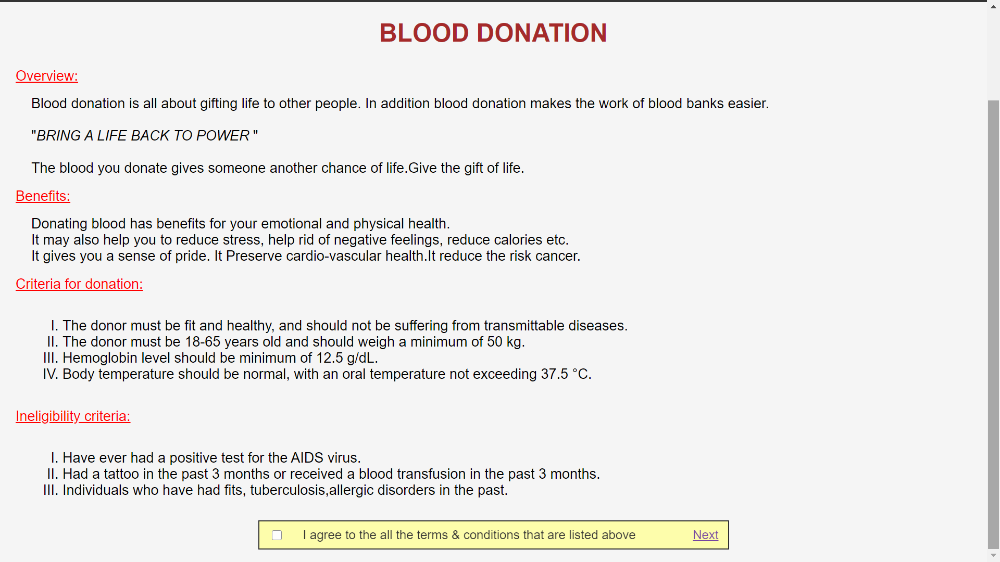 BLOOD DONATION
Overview:
Blood donation is all about gifting life to other people. In addition blood donation makes the work of blood banks easier.
"BRING A LIFE BACK TO POWER "
The blood you donate gives someone another chance of life.Give the gift of life.
Benefits:
Donating blood has benefits for your emotional and physical health.
It may also help you to reduce stress, help rid of negative feelings, reduce calories etc.
It gives you a sense of pride. It Preserve cardio-vascular health.It reduce the risk cancer.
Criteria for donation:
I. The donor must be fit and healthy, and should not be suffering from transmittable diseases.
II. The donor must be 18-65 years old and should weigh a minimum of 50 kg.
III. Hemoglobin level should be minimum of 12.5 g/dL.
IV. Body temperature should be normal, with an oral temperature not exceeding 37.5 °C.
Ineligibility criteria:
I. Have ever had a positive test for the AIDS virus.
II. Had a tattoo in the past 3 months or received a blood transfusion in the past 3 months.
III. Individuals who have had fits, tuberculosis,allergic disorders in the past.
I agree to the all the terms & conditions that are listed above Next